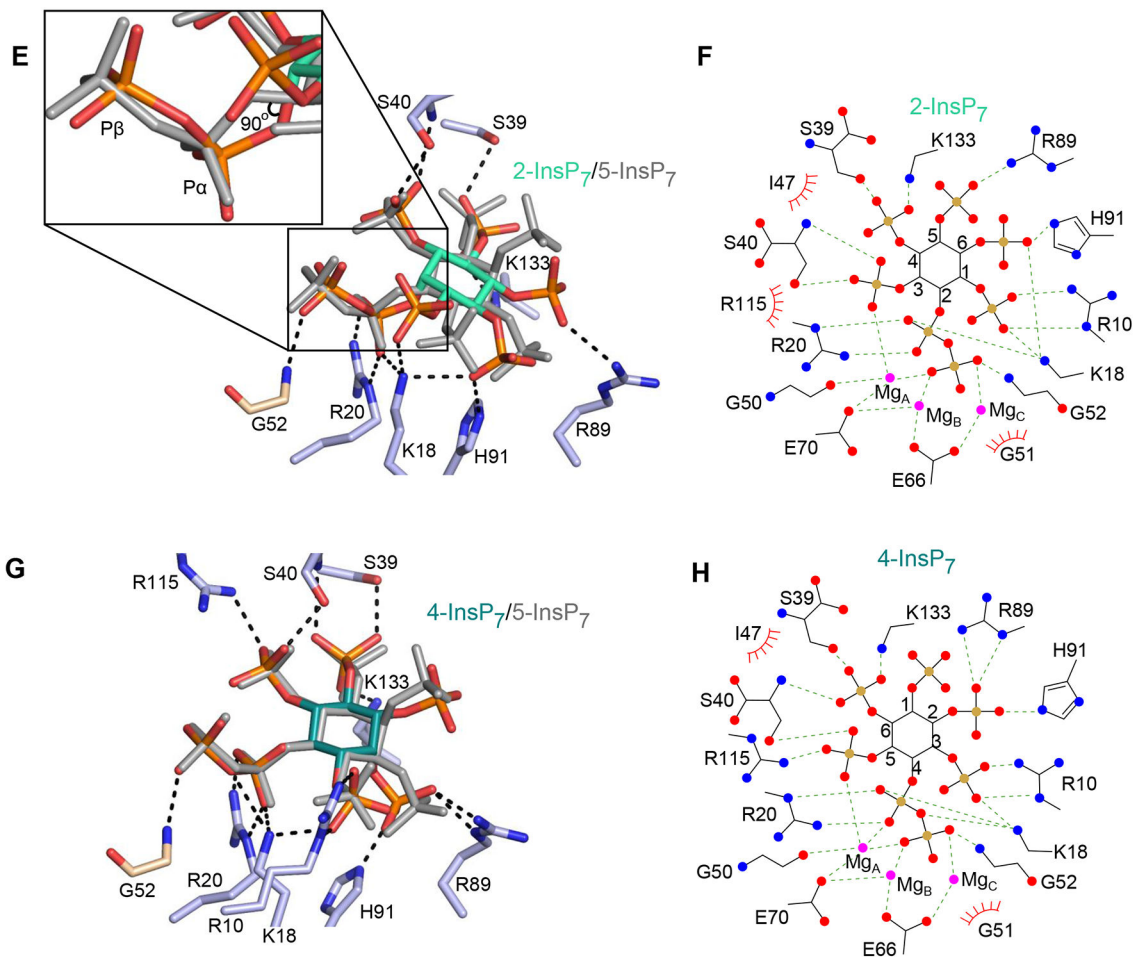 E
90°
Pβ
Pα
S40
S39
2-InsP7/5-InsP7
K133
G52
R20
K18
H91
R89
F
2-InsP7
S39
K133
R89
I47
H91
S40
5
6
4
1
3
2
R115
R10
R20
K18
G50
MgA
MgB
MgC
G52
E70
G51
E66
G
R115
S40
S39
4-InsP7/5-InsP7
K133
G52
R20
R10
K18
H91
R89
H
4-InsP7
S39
K133
R89
I47
H91
S40
1
2
6
3
5
4
R115
R10
R20
K18
G50
MgA
MgB
MgC
G52
E70
G51
E66